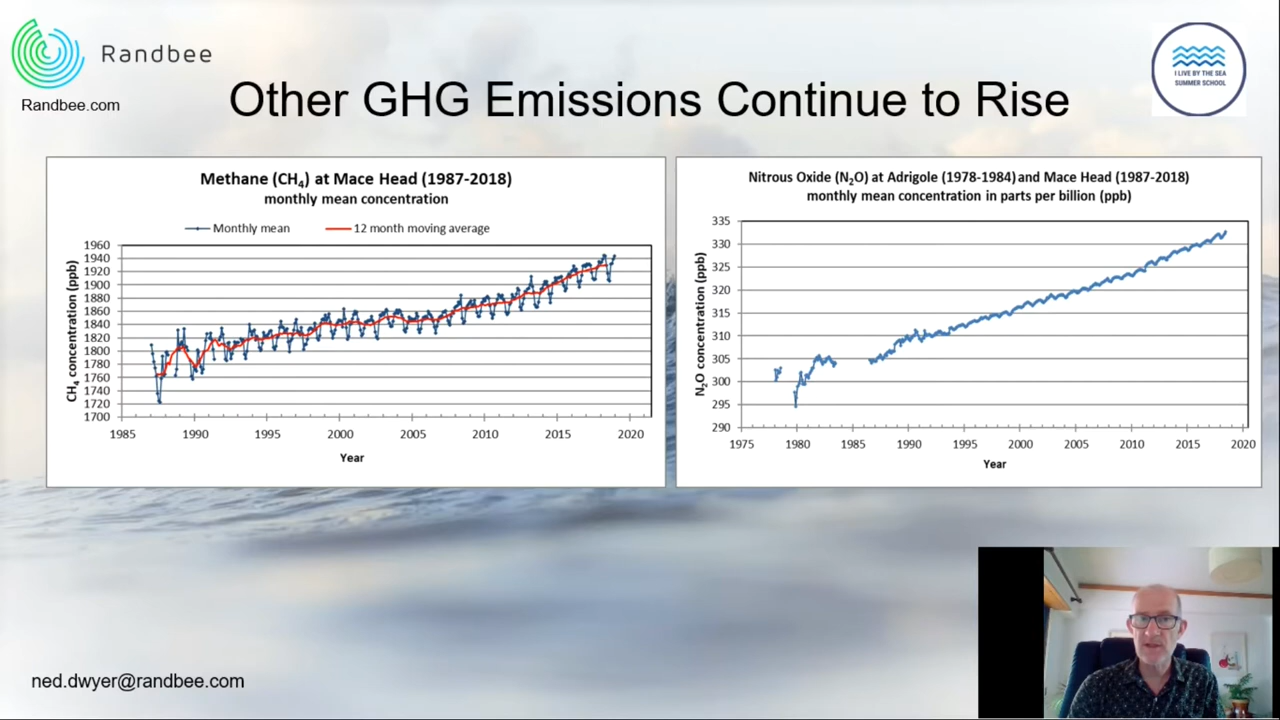 Randbee
Randbee.com
I LIVE BY THE SEA
SUMMER SCHOOL
Other GHG Emissions Continue to Rise
Methane (CH₄) at Mace Head (1987-2018)
monthly mean concentration
Monthly mean
12 month moving average
CH₄ concentration (ppb)
1960
1940
1920
1900
1880
1860
1840
1820
1800
1780
1760
1740
1720
1700
1985 1990 1995 2000 2005 2010 2015 2020
Year
Nitrous Oxide (N₂O) at Adrigole (1978-1984) and Mace Head (1987-2018)
monthly mean concentration in parts per billion (ppb)
N₂O concentration (ppb)
335
330
325
320
315
310
305
300
295
290
1975 1980 1985 1990 1995 2000 2005 2010 2015 2020
Year
ned.dwyer@randbee.com